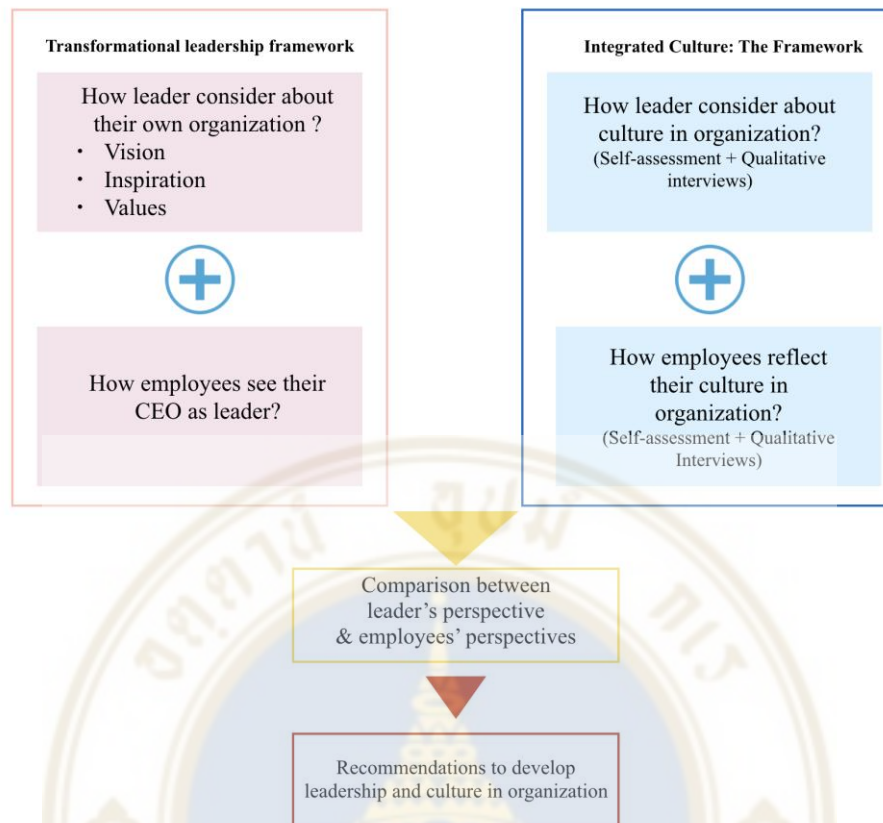 Transformational leadership framework
How leader consider about
their own organization ?
· Vision
· Inspiration
· Values
How employees see their
CEO as leader?
Integrated Culture: The Framework
How leader consider about
culture in organization?
(Self-assessment + Qualitative
interviews)
How employees reflect
their culture in
organization?
(Self-assessment + Qualitative
Interviews)
Comparison between
leader's perspective
& employees' perspectives
Recommendations to develop
leadership and culture in organization